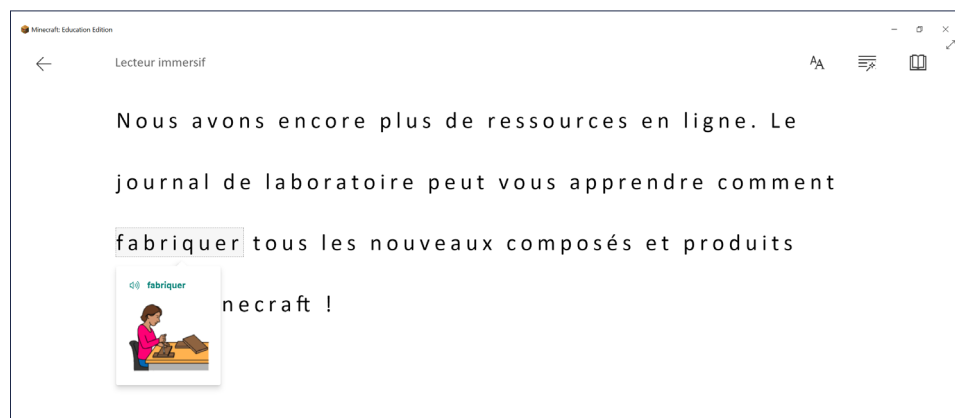 Minecraft: Education Edition
Lecteur immersif
Nous avons encore plus de ressources en ligne. Le
journal de laboratoire peut vous apprendre comment
fabriquer tous les nouveaux composés et produits
necraft !
fabriquer